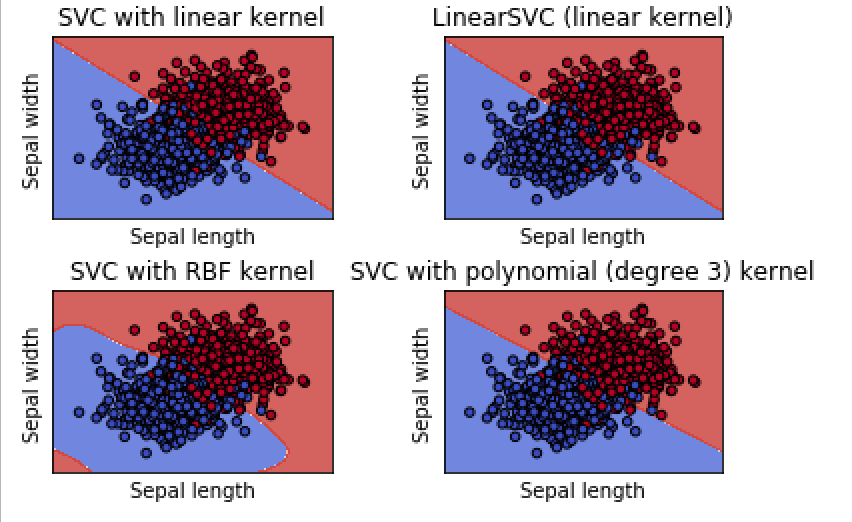 SVC with linear kernel
LinearSVC (linear kernel)
Sepal width
Sepal width
Sepal length
Sepal length
SVC with RBF kernel
SVC with polynomial (degree 3) kernel
Sepal width
Sepal width
Sepal length
Sepal length